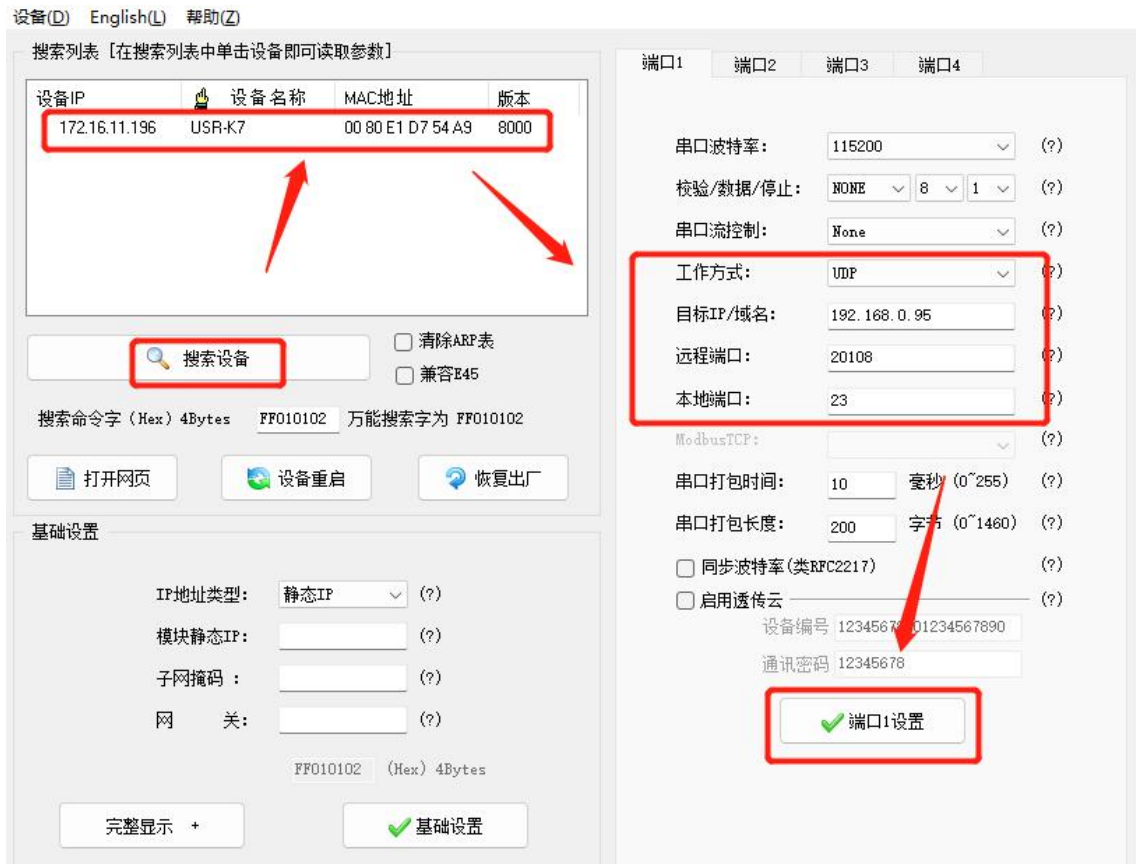 设备(D) English(L) 帮助(Z)
搜索列表 [在搜索列表中单击设备即可读取参数]
设备IP 设备名称 MAC地址 版本
172.16.11.196 USR-K7 00 80 E1 D7 54 A9 8000
搜索设备
清除ARP表
兼容E45
搜索命令字 (Hex) 4Bytes FF010102 万能搜索字为 FF010102
打开网页 设备重启 恢复出厂
基础设置
IP地址类型: 静态IP (?)
模块静态IP: (?)
子网掩码 : (?)
网 关: (?)
FF010102 (Hex) 4Bytes
完整显示 + 基础设置
端口1 端口2 端口3 端口4
串口波特率: 115200 (?)
校验/数据/停止: NONE 8 1 (?)
串口流控制: None (?)
工作方式: UDP (?)
目标IP/域名: 192.168.0.95 (?)
远程端口: 20108 (?)
本地端口: 23 (?)
ModbusTCP: (?)
串口打包时间: 10 毫秒 (0~255) (?)
串口打包长度: 200 字节 (0~1460) (?)
同步波特率(类RFC2217) (?)
启用透传云 (?)
设备编号
通讯密码 12345678
端口1设置